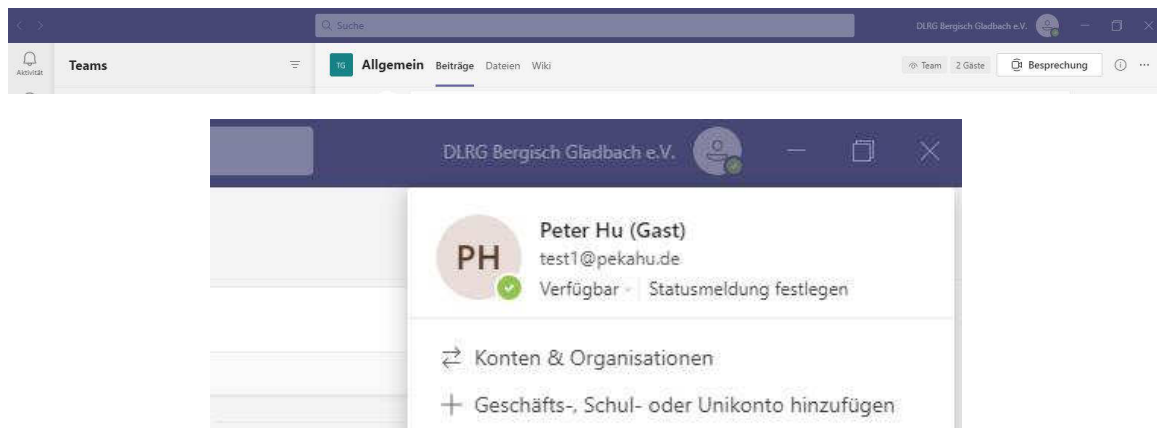 Suche
DLRG Bergisch Gladbach e.V.
Aktivität
Teams
TG
Allgemein Beiträge Dateien Wiki
Team 2 Gäste Besprechung
DLRG Bergisch Gladbach e.V.
PH
Peter Hu (Gast)
test1@pekahu.de
Verfügbar Statusmeldung festlegen
Konten & Organisationen
Geschäfts-, Schul- oder Unikonto hinzufügen